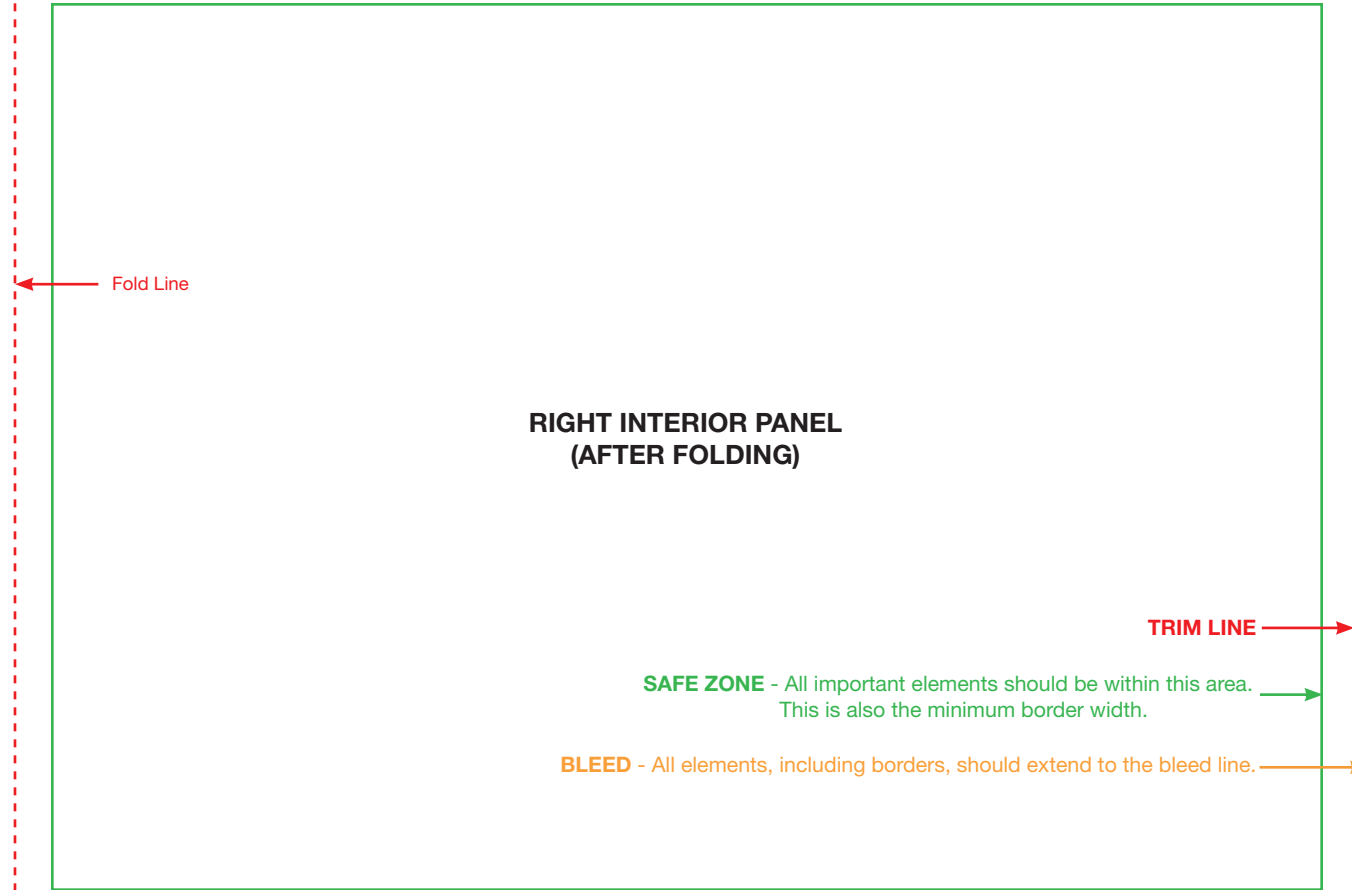 Fold Line
RIGHT INTERIOR PANEL
(AFTER FOLDING)
TRIM LINE
SAFE ZONE - All important elements should be within this area.
This is also the minimum border width.
BLEED - All elements, including borders, should extend to the bleed line.